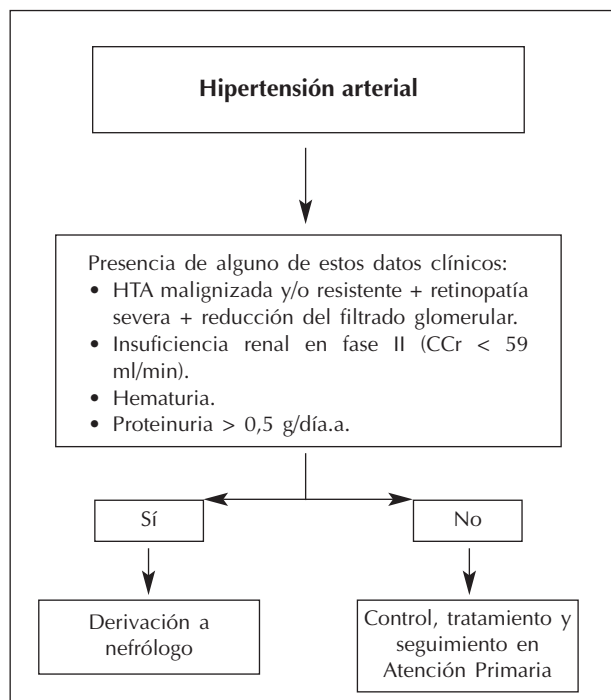 Hipertensión arterial
Presencia de alguno de estos datos clínicos:
• HTA malignizada y/o resistente + retinopatía
severa + reducción del filtrado glomerular.
• Insuficiencia renal en fase II (CCr < 59
ml/min).
• Hematuria.
• Proteinuria > 0,5 g/día.a.
Sí
No
Derivación a
nefrólogo
Control, tratamiento y
seguimiento en
Atención Primaria